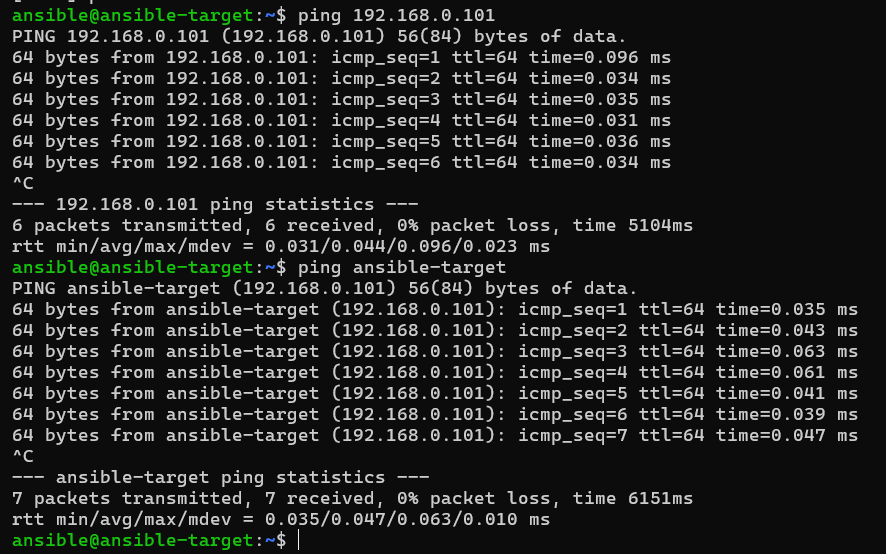 ansible@ansible-target:~$ ping 192.168.0.101
PING 192.168.0.101 (192.168.0.101) 56(84) bytes of data.
64 bytes from 192.168.0.101: icmp_seq=1 ttl=64 time=0.096 ms
64 bytes from 192.168.0.101: icmp_seq=2 ttl=64 time=0.034 ms
64 bytes from 192.168.0.101: icmp_seq=3 ttl=64 time=0.035 ms
64 bytes from 192.168.0.101: icmp_seq=4 ttl=64 time=0.031 ms
64 bytes from 192.168.0.101: icmp_seq=5 ttl=64 time=0.036 ms
64 bytes from 192.168.0.101: icmp_seq=6 ttl=64 time=0.034 ms
^C
--- 192.168.0.101 ping statistics ---
6 packets transmitted, 6 received, 0% packet loss, time 5104ms
rtt min/avg/max/mdev = 0.031/0.044/0.096/0.023 ms
ansible@ansible-target:~$ ping ansible-target
PING ansible-target (192.168.0.101) 56(84) bytes of data.
64 bytes from ansible-target (192.168.0.101): icmp_seq=1 ttl=64 time=0.035 ms
64 bytes from ansible-target (192.168.0.101): icmp_seq=2 ttl=64 time=0.043 ms
64 bytes from ansible-target (192.168.0.101): icmp_seq=3 ttl=64 time=0.063 ms
64 bytes from ansible-target (192.168.0.101): icmp_seq=4 ttl=64 time=0.061 ms
64 bytes from ansible-target (192.168.0.101): icmp_seq=5 ttl=64 time=0.041 ms
64 bytes from ansible-target (192.168.0.101): icmp_seq=6 ttl=64 time=0.039 ms
64 bytes from ansible-target (192.168.0.101): icmp_seq=7 ttl=64 time=0.047 ms
^C
--- ansible-target ping statistics ---
7 packets transmitted, 7 received, 0% packet loss, time 6151ms
rtt min/avg/max/mdev = 0.035/0.047/0.063/0.010 ms
ansible@ansible-target:~$